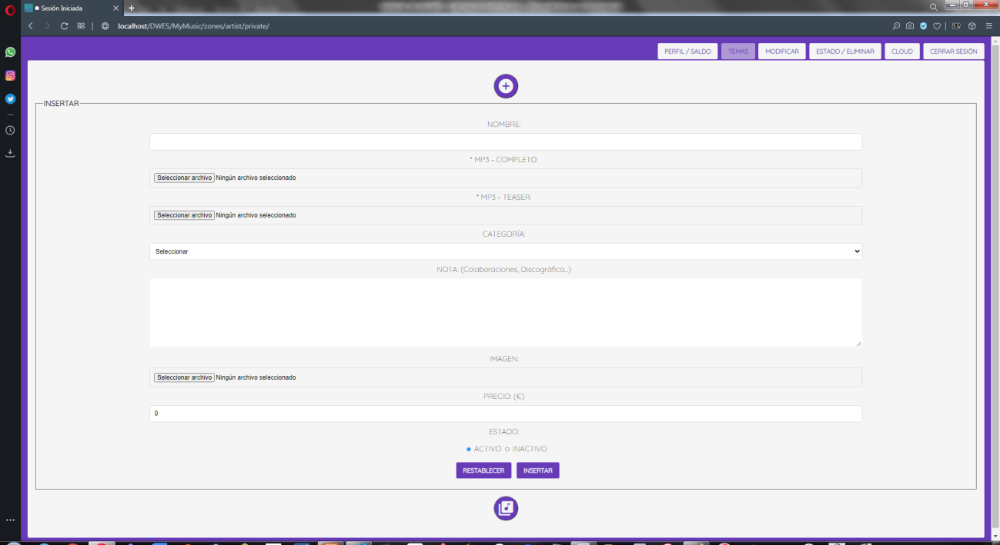 Sesión Iniciada
localhost/DWES/MyMusic/zones/artist/private/
PERFIL / SALDO TEMAS MODIFICAR ESTADO / ELIMINAR CLOUD CERRAR SESIÓN
INSERTAR
NOMBRE:
* MP3 - COMPLETO:
Seleccionar archivo Ningún archivo seleccionado
* MP3 - TEASER:
Seleccionar archivo Ningún archivo seleccionado
CATEGORÍA:
Seleccionar
NOTA: (Colaboraciones, Discográfica...)
IMAGEN:
Seleccionar archivo Ningún archivo seleccionado
PRECIO: (€)
0
ESTADO:
ACTIVO INACTIVO
RESTABLECER INSERTAR